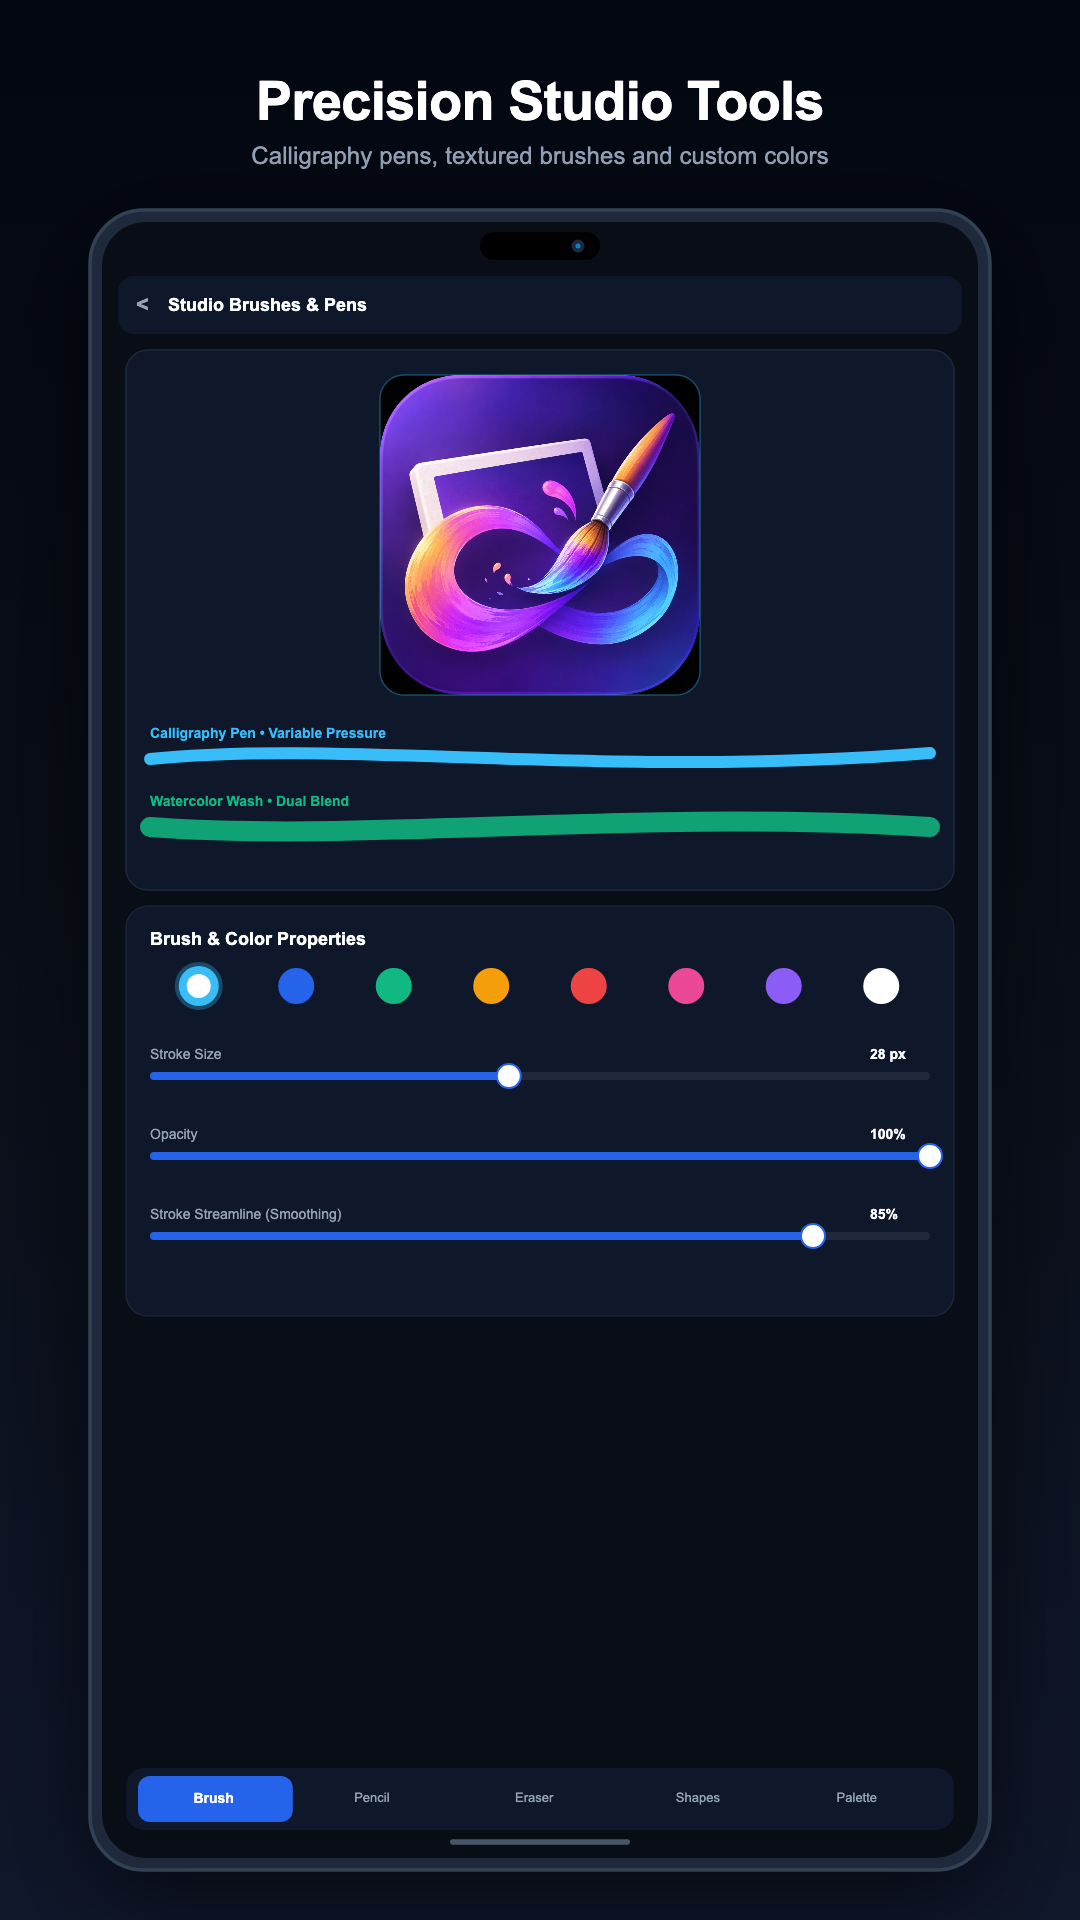 Precision Studio Tools
Calligraphy pens, textured brushes and custom colors
< Studio Brushes & Pens
Calligraphy Pen • Variable Pressure
Watercolor Wash • Dual Blend
Brush & Color Properties
Stroke Size 28 px
Opacity 100%
Stroke Streamline (Smoothing) 85%
Brush Pencil Eraser Shapes Palette